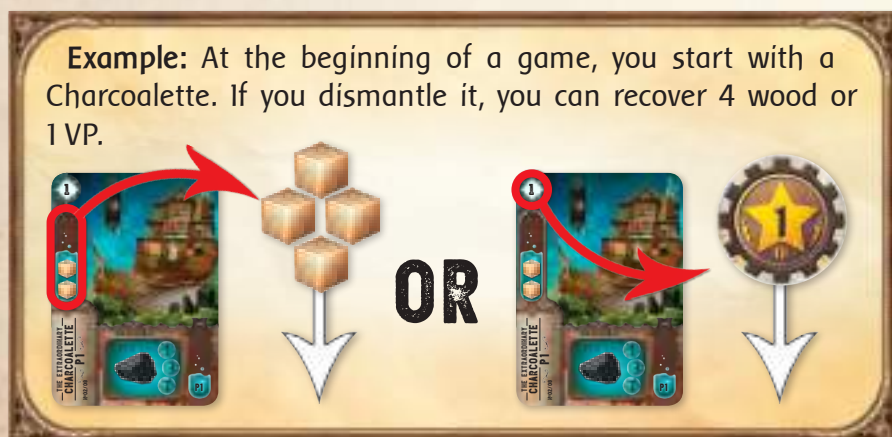 Example: At the beginning of a game, you start with a
Charcoalette. If you dismantle it, you can recover 4 wood or
1 VP.
1
THE EXTRAORDINARY
CHARCOALETTE
P1
P1
OR
1
THE EXTRAORDINARY
CHARCOALETTE
P1
P1
1